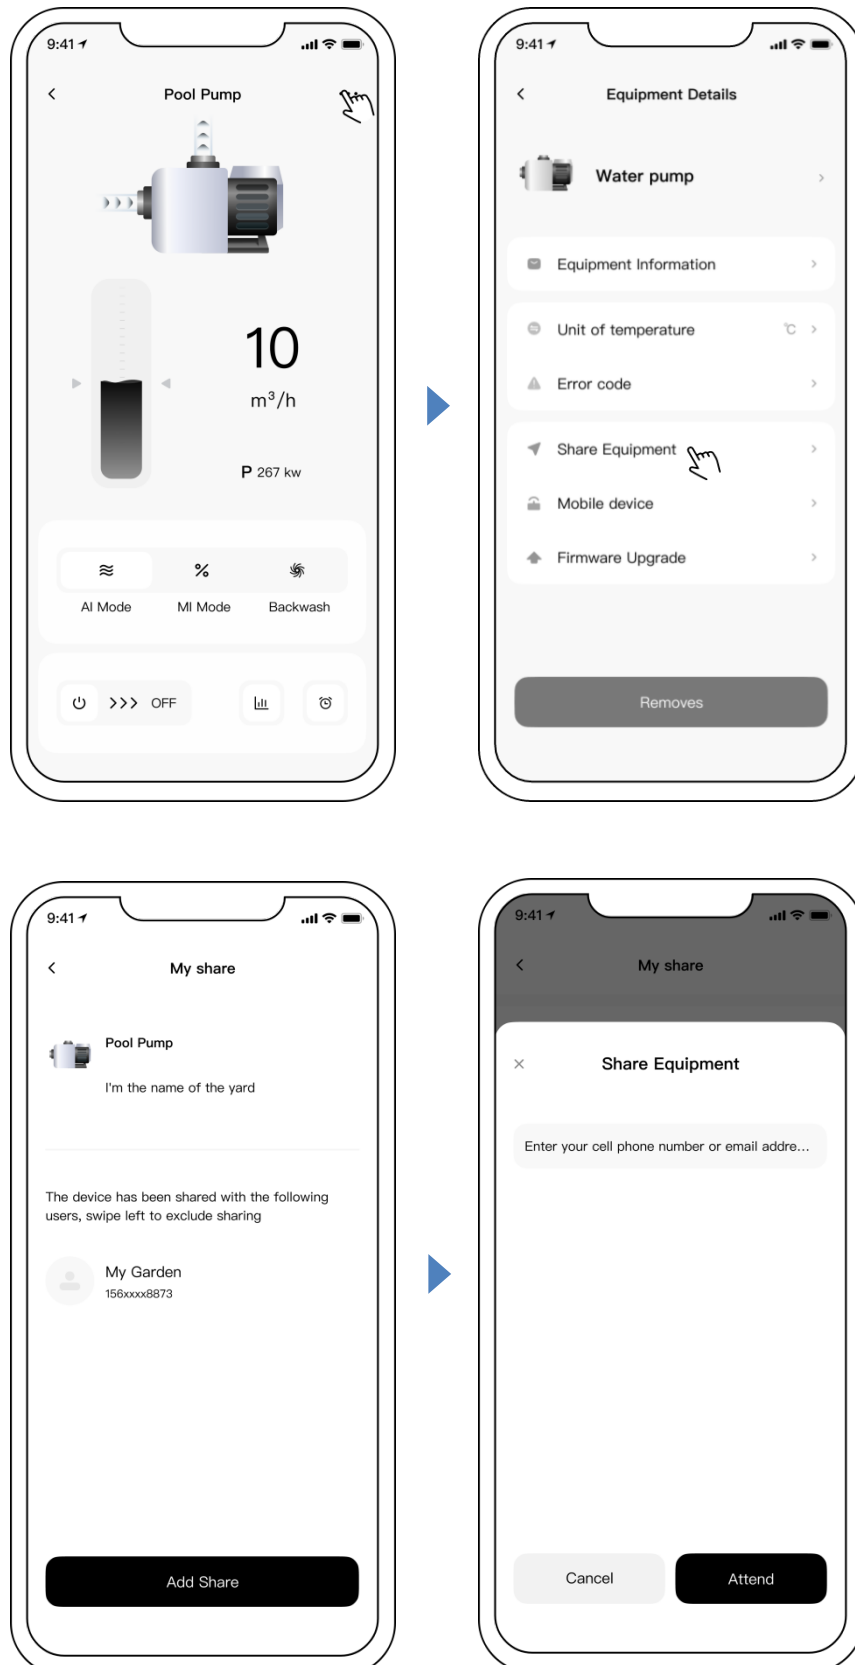 9:41
Pool Pump
10
m³/h
P 267 kw
AI Mode MI Mode Backwash
>>> OFF
9:41
Equipment Details
Water pump
Equipment Information
Unit of temperature °C
Error code
Share Equipment
Mobile device
Firmware Upgrade
Removes
9:41
My share
Pool Pump
I'm the name of the yard
The device has been shared with the following
users, swipe left to exclude sharing
My Garden
156xxxx8873
Add Share
9:41
My share
Share Equipment
Enter your cell phone number or email addre...
Cancel Attend